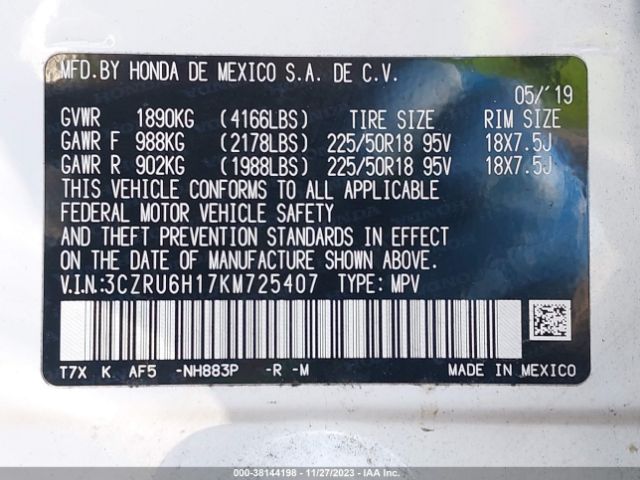 MFD.BY HONDA DE MEXICO S.A. DE C.V.
05/'19
GVWR 1890KG (4166LBS) TIRE SIZE RIM SIZE
GAWR F 988KG (2178LBS) 225/50R18 95V 18X7.5J
GAWR R 902KG (1988LBS) 225/50R18 95V 18X7.5J
THIS VEHICLE CONFORMS TO ALL APPLICABLE
FEDERAL MOTOR VEHICLE SAFETY
AND THEFT PREVENTION STANDARDS IN EFFECT
ON THE DATE OF MANUFACTURE SHOWN ABOVE.
V.I.N:3CZRU6H17KM725407 TYPE: MPV
T7X K AF5 -NH883P -R -M MADE IN MEXICO
000-38144198 - 11/27/2023 - IAA Inc.